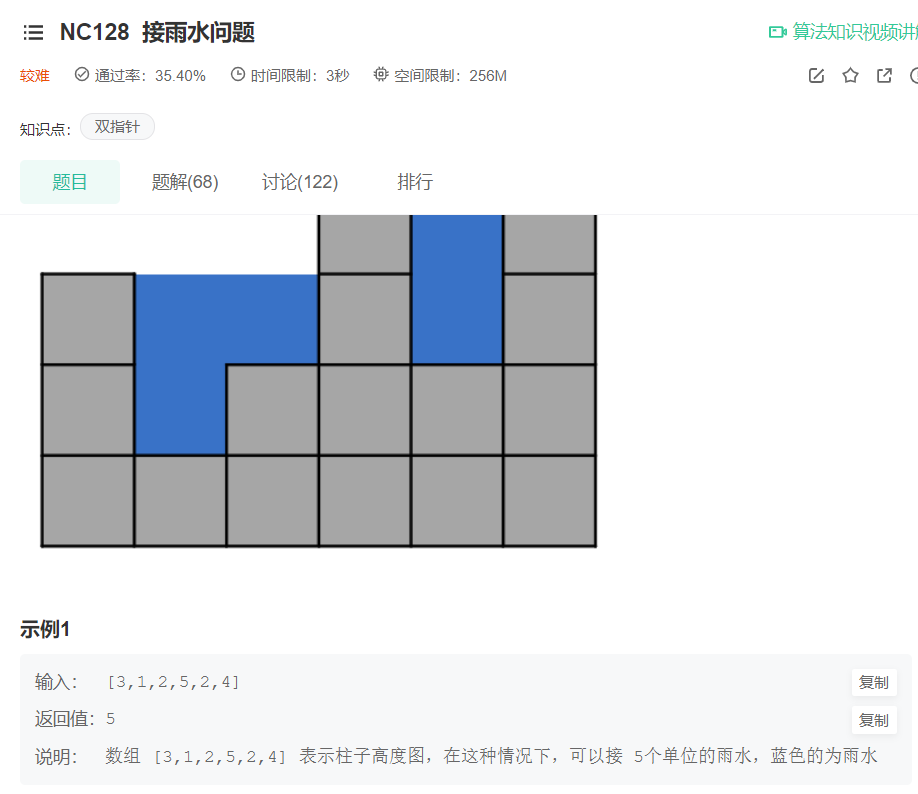 NC128 接雨水问题
算法知识视频讲
较难 通过率：35.40% 时间限制：3秒 空间限制：256M
知识点： 双指针
题目 题解(68) 讨论(122) 排行
示例1
输入： [3,1,2,5,2,4] 复制
返回值：5 复制
说明： 数组 [3,1,2,5,2,4] 表示柱子高度图，在这种情况下，可以接 5个单位的雨水，蓝色的为雨水